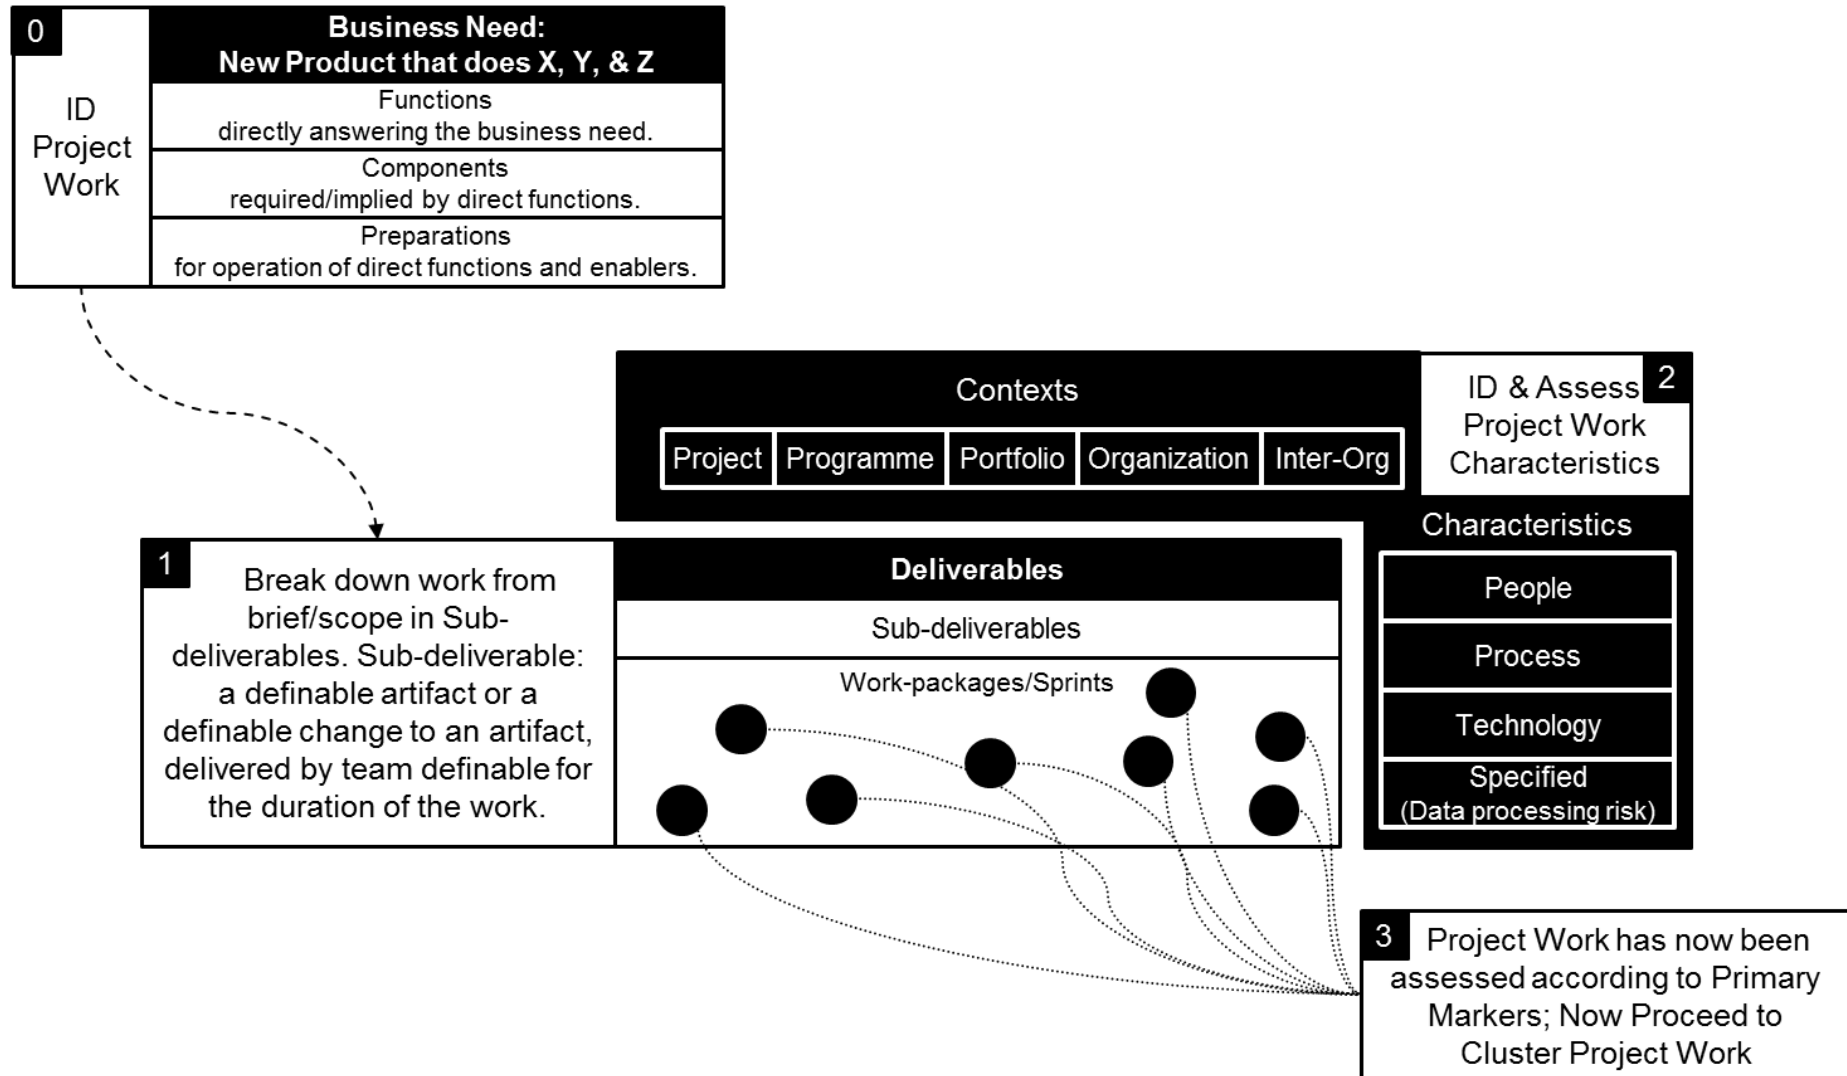 0
ID
Project
Work
Business Need:
New Product that does X, Y, & Z
Functions
directly answering the business need.
Components
required/implied by direct functions.
Preparations
for operation of direct functions and enablers.
Contexts
Project Programme Portfolio Organization Inter-Org
2
ID & Assess
Project Work
Characteristics
Characteristics
People
Process
Technology
Specified
(Data processing risk)
1
Break down work from
brief/scope in Sub-
deliverables. Sub-deliverable:
a definable artifact or a
definable change to an artifact,
delivered by team definable for
the duration of the work.
Deliverables
Sub-deliverables
Work-packages/Sprints
3
Project Work has now been
assessed according to Primary
Markers; Now Proceed to
Cluster Project Work